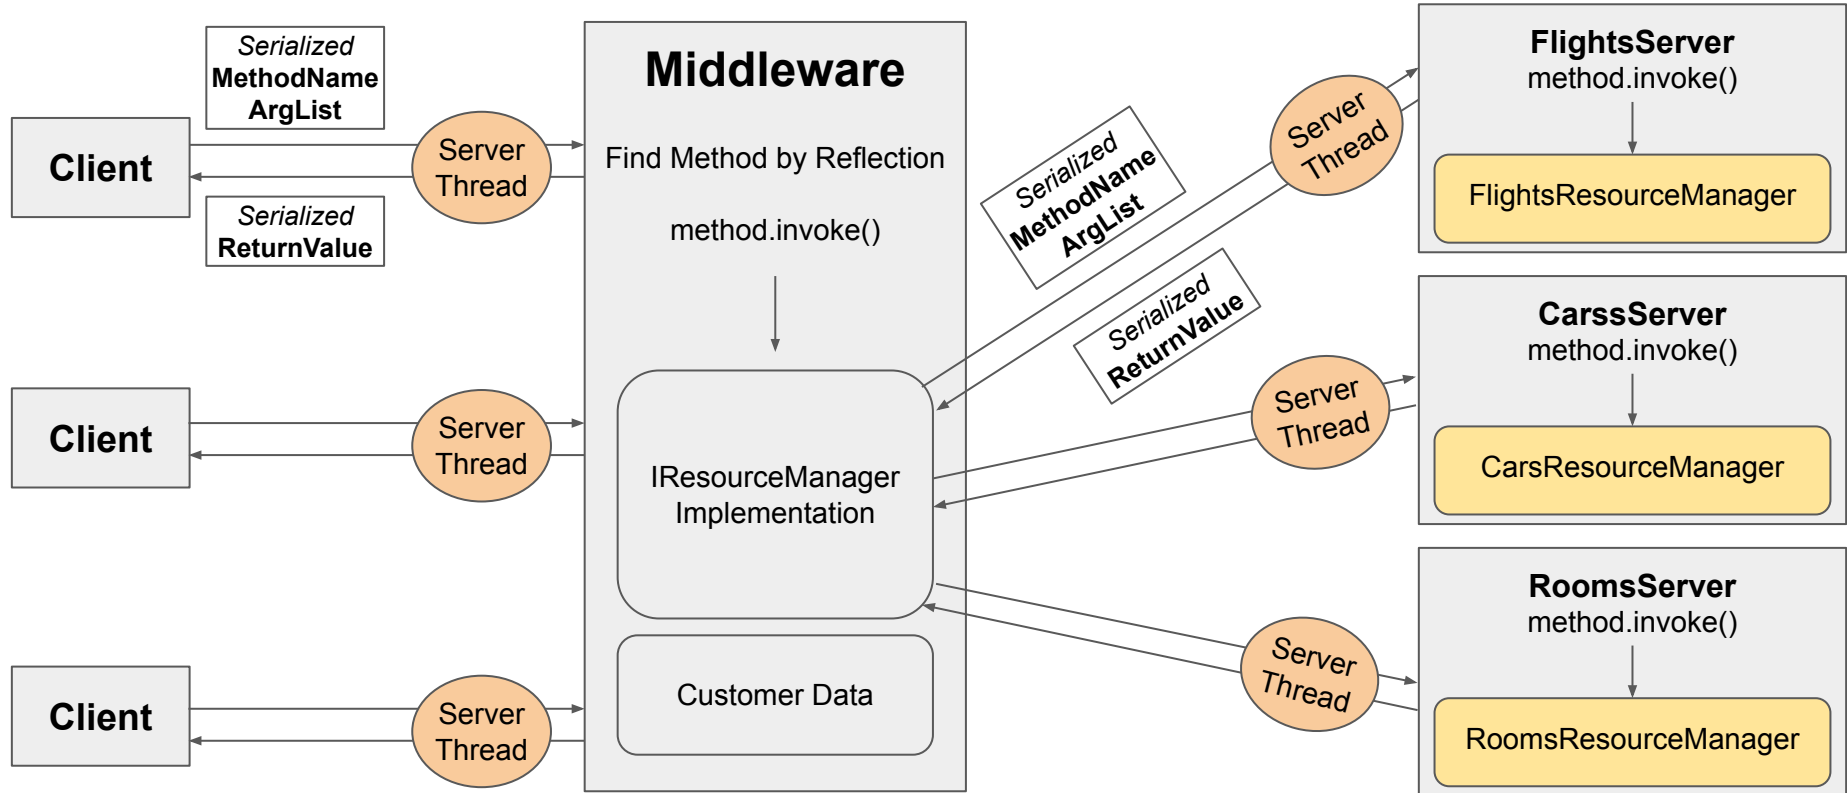 Serialized
MethodName
ArgList
Client
Server
Thread
Serialized
ReturnValue
Client
Server
Thread
Client
Server
Thread
Middleware
Find Method by Reflection
method.invoke()
IResourceManager
Implementation
Customer Data
Serialized
MethodName
ArgList
Server
Thread
Serialized
ReturnValue
Server
Thread
Server
Thread
FlightsServer
method.invoke()
FlightsResourceManager
CarssServer
method.invoke()
CarsResourceManager
RoomsServer
method.invoke()
RoomsResourceManager